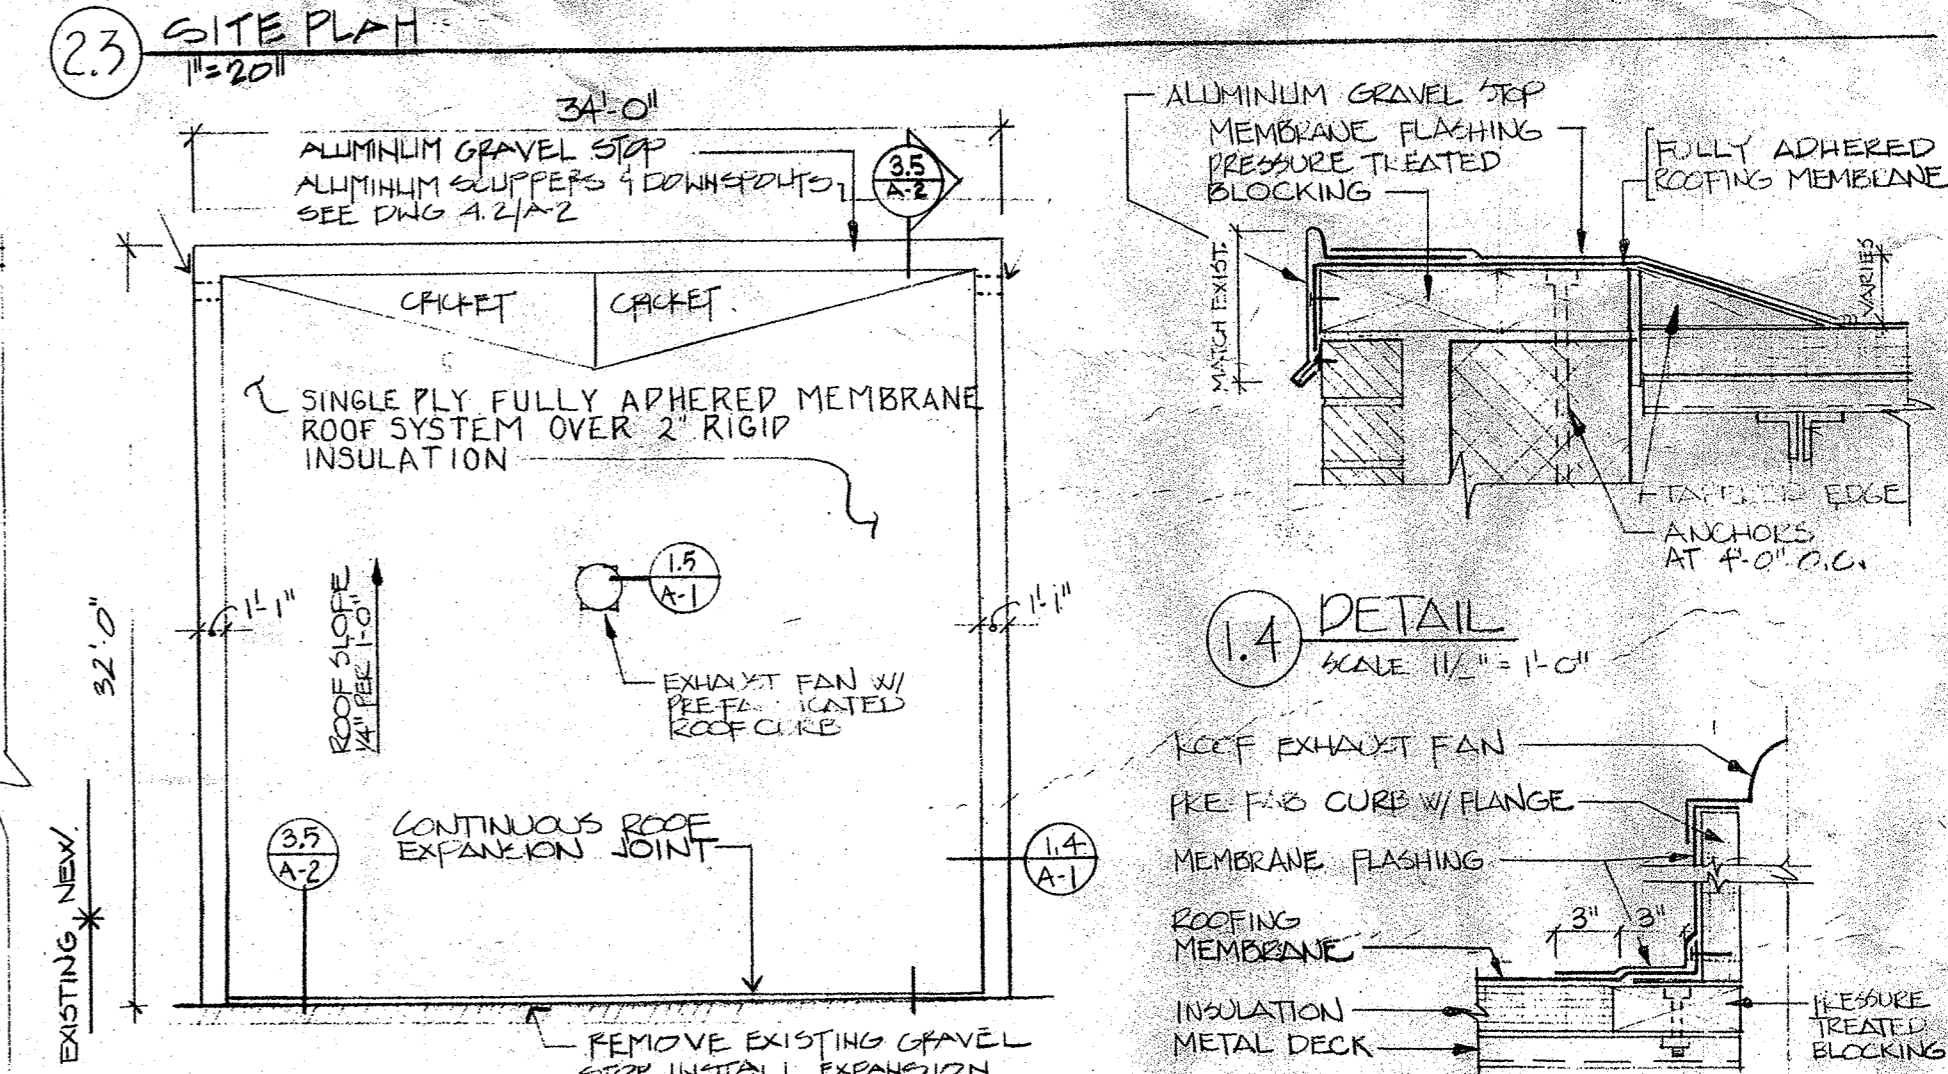 2.3
SITE PLAN
1"=20"
34'-0"
ALUMINUM GRAVEL STOP
ALUMINUM SCUPPERS & DOWNSPOUTS,
SEE DWG 4.2/A-2
3.5
A-2
CRICKET
CRICKET
SINGLE PLY FULLY ADHERED MEMBRANE
ROOF SYSTEM OVER 2" RIGID
INSULATION
1.5
A-1
ROOF SLOPE
1/4" PER 1'-0"
1'-1"
1'-1"
32'-0"
EXHAUST FAN W/
ROOF CURB
CONTINUOUS ROOF
EXPANSION JOINT
3.5
A-2
1.4
A-1
EXISTING NEW
REMOVE EXISTING GRAVEL
STOP INSTALL EXPANSION
ALUMINUM GRAVEL STOP
MEMBRANE FLASHING
PRESSURE TREATED
BLOCKING
FULLY ADHERED
ROOFING MEMBRANE
MATCH EXIST.
VARIES
TAPERED EDGE
ANCHORS
AT 4'-0" O.C.
1.4
DETAIL
SCALE 1 1/2" = 1'-0"
ROOF EXHAUST FAN
PRE FAB CURB W/ FLANGE
MEMBRANE FLASHING
3" 3"
ROOFING
MEMBRANE
INSULATION
METAL DECK
PRESSURE
TREATED
BLOCKING